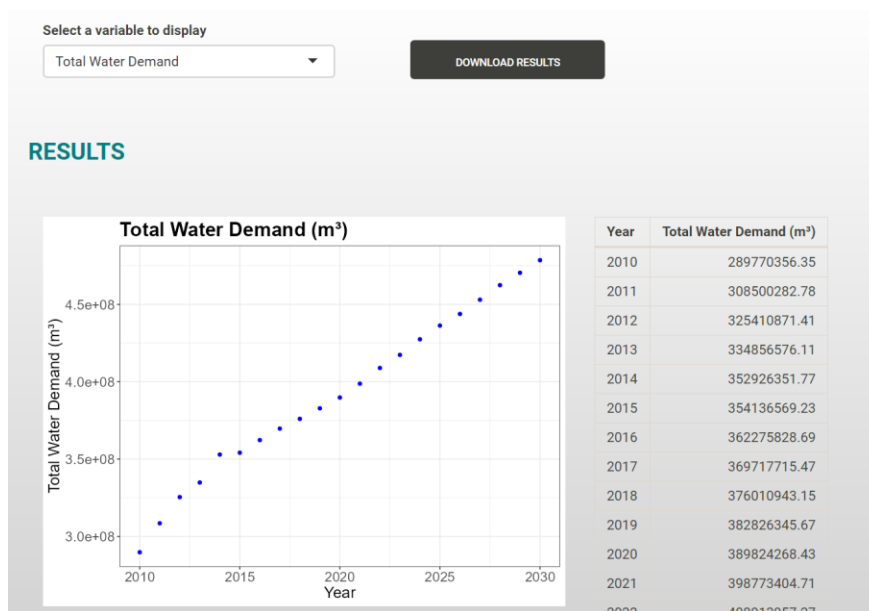 Select a variable to display
Total Water Demand
DOWNLOAD RESULTS
RESULTS
Total Water Demand (m³)
Total Water Demand (m³)
4.5e+08
4.0e+08
3.5e+08
3.0e+08
2010 2015 2020 2025 2030
Year
Year Total Water Demand (m³)
2010 289770356.35
2011 308500282.78
2012 325410871.41
2013 334856576.11
2014 352926351.77
2015 354136569.23
2016 362275828.69
2017 369717715.47
2018 376010943.15
2019 382826345.67
2020 389824268.43
2021 398773404.71